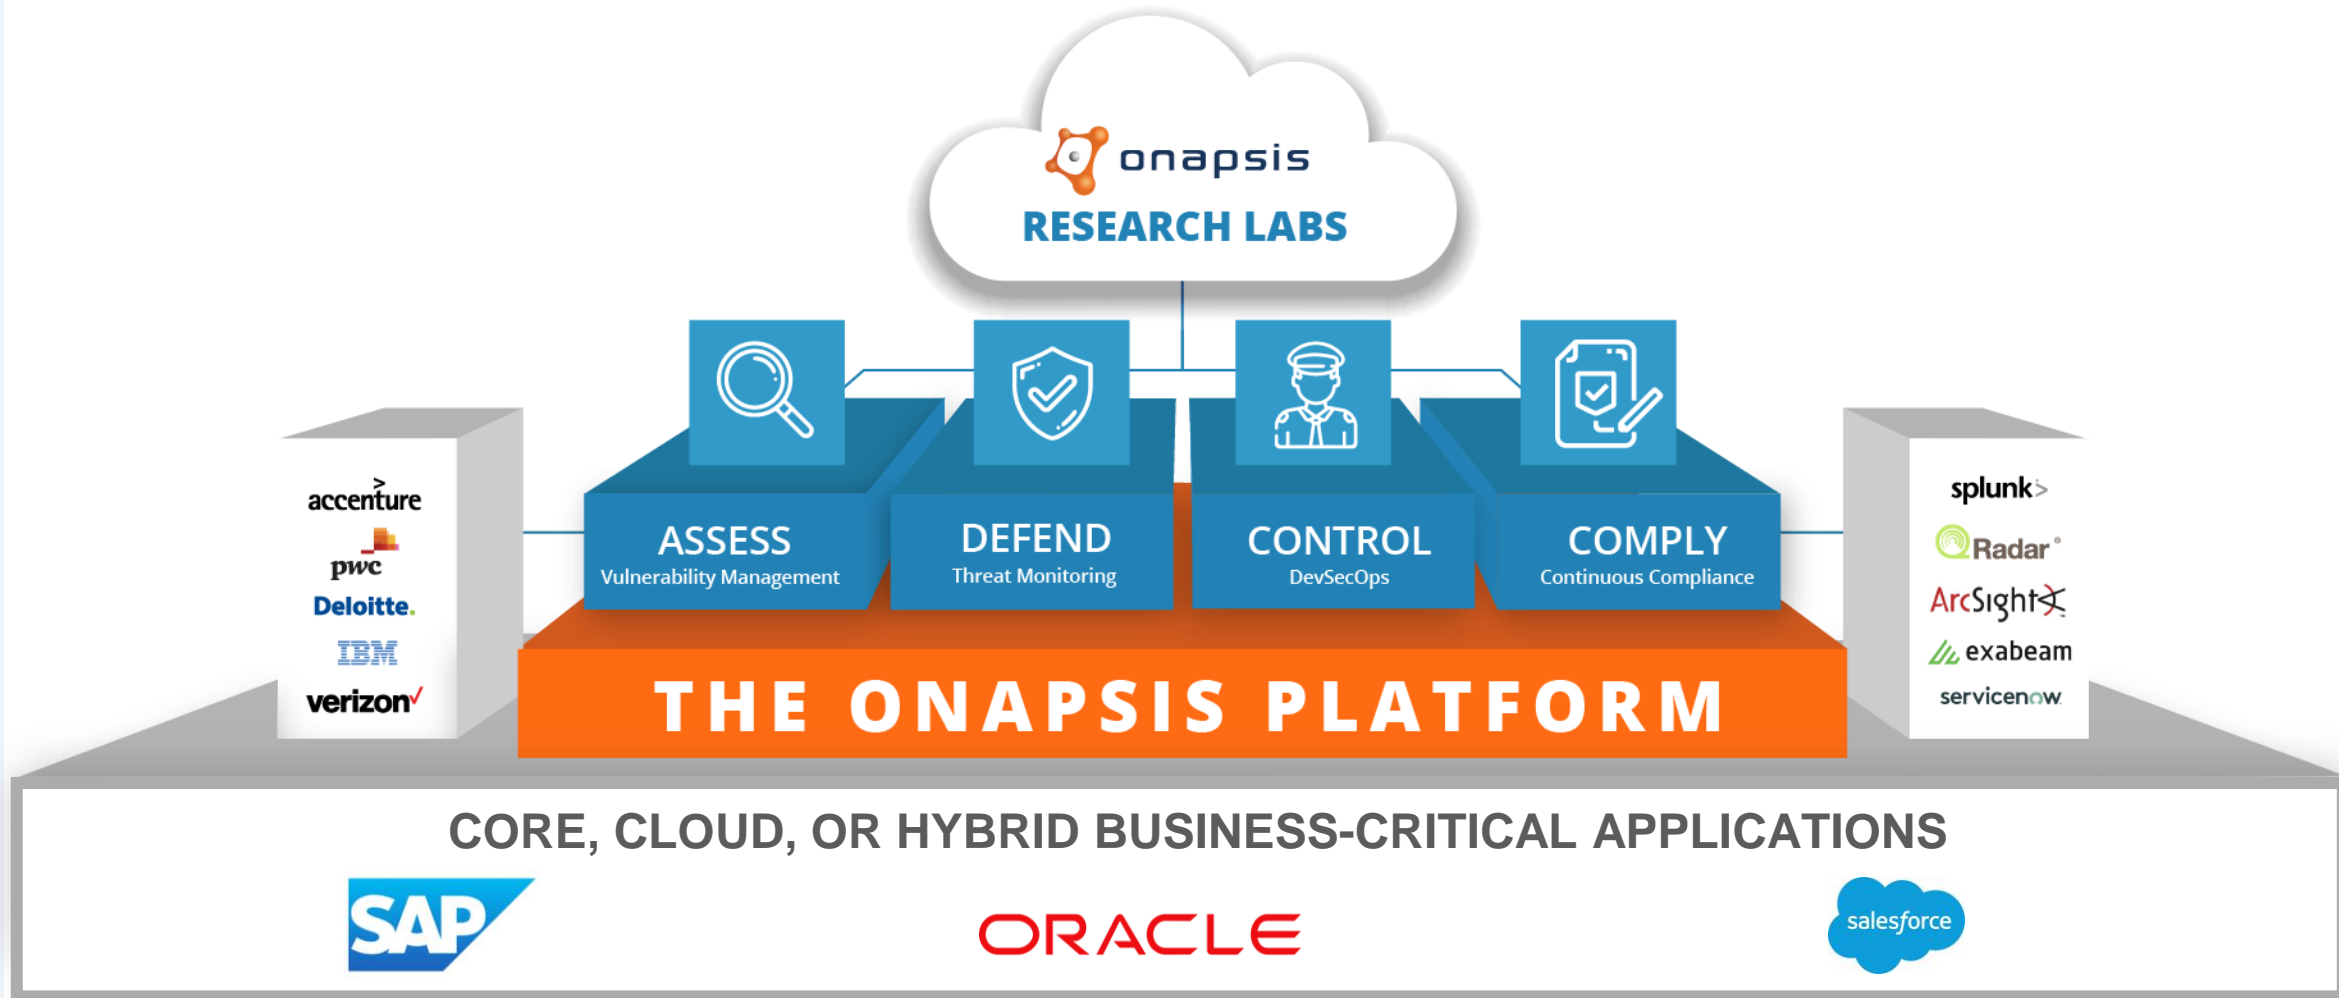 onapsis
RESEARCH LABS
accenture
pwc
Deloitte.
IBM
verizon
ASSESS
Vulnerability Management
DEFEND
Threat Monitoring
CONTROL
DevSecOps
COMPLY
Continuous Compliance
splunk>
QRadar®
ArcSight
exabeam
servicenow
THE ONAPSIS PLATFORM
CORE, CLOUD, OR HYBRID BUSINESS-CRITICAL APPLICATIONS
SAP
ORACLE
salesforce